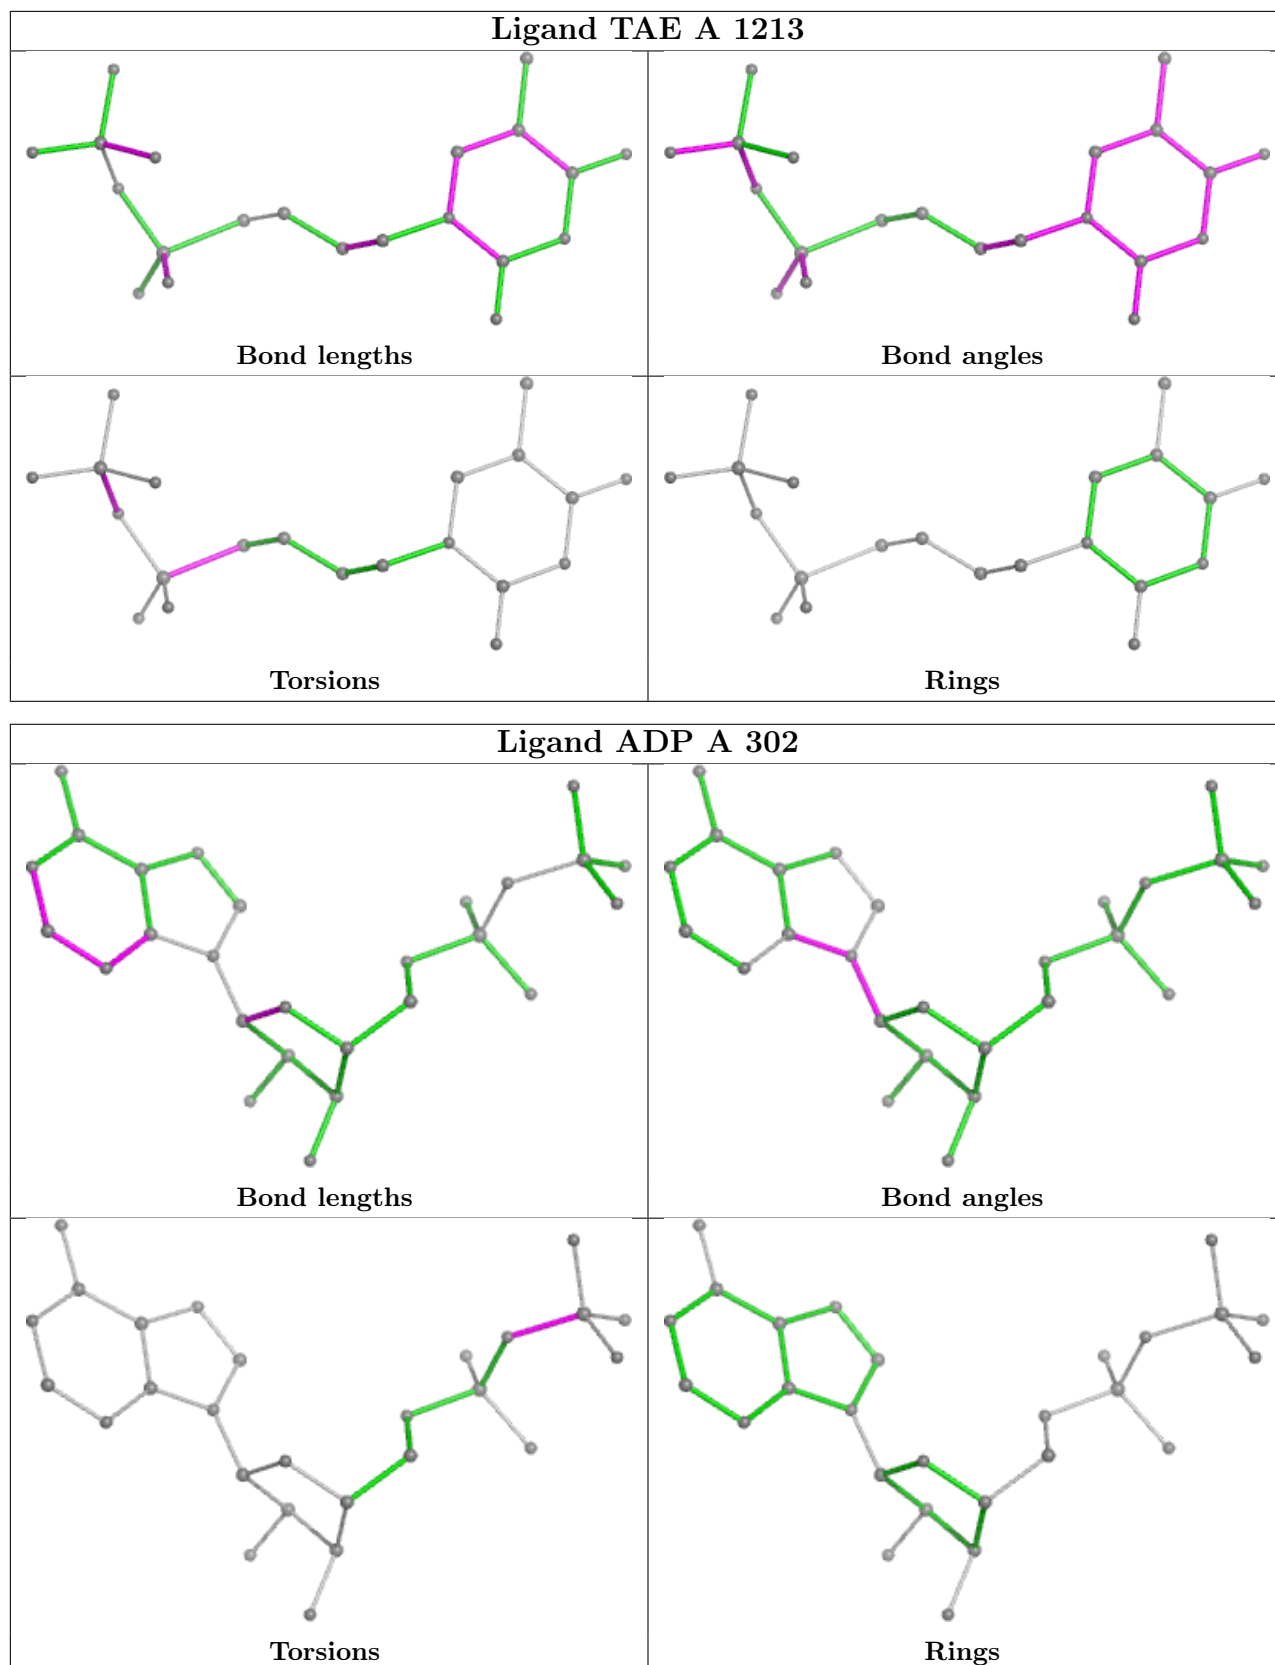 Ligand TAE A 1213
Bond lengths
Bond angles
Torsions
Rings
Ligand ADP A 302
Bond lengths
Bond angles
Torsions
Rings